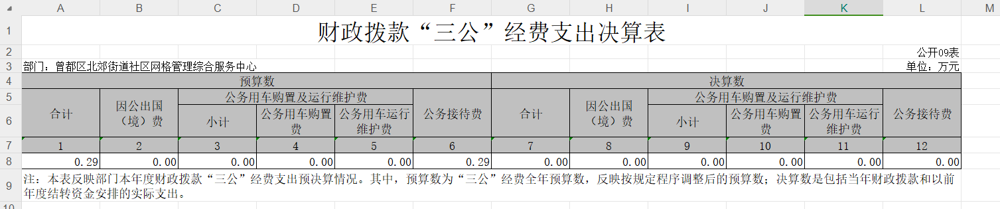 A B C D E F G H I J K L M
1 财政拨款“三公”经费支出决算表
2 公开09表
3 部门：曾都区北郊街道社区网格管理综合服务中心 单位：万元
4 预算数 决算数
5 合计 因公出国（境）费 公务用车购置及运行维护费 公务接待费 合计 因公出国（境）费 公务用车购置及运行维护费 公务接待费
6 小计 公务用车购置费 公务用车运行维护费 小计 公务用车购置费 公务用车运行维护费
7 1 2 3 4 5 6 7 8 9 10 11 12
8 0.29 0.00 0.00 0.00 0.00 0.29 0.00 0.00 0.00 0.00 0.00 0.00
9 注：本表反映部门本年度财政拨款“三公”经费支出预决算情况。其中，预算数为“三公”经费全年预算数，反映按规定程序调整后的预算数；决算数是包括当年财政拨款和以前
年度结转资金安排的实际支出。
10